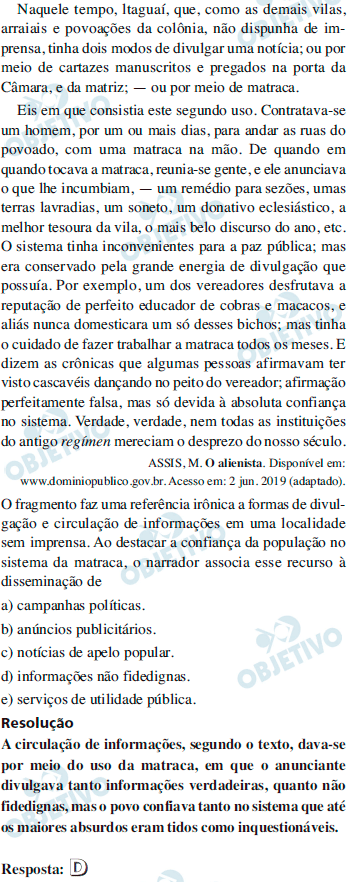 Naquele tempo, Itaguaí, que, como as demais vilas,
arraiais e povoações da colônia, não dispunha de im-
prensa, tinha dois modos de divulgar uma notícia; ou por
meio de cartazes manuscritos e pregados na porta da
Câmara, e da matriz; — ou por meio de matraca.
Eis em que consistia este segundo uso. Contratava-se
um homem, por um ou mais dias, para andar as ruas do
povoado, com uma matraca na mão. De quando em
quando tocava a matraca, reunia-se gente, e ele anunciava
o que lhe incumbiam, — um remédio para sezões, umas
terras lavradias, um soneto, um donativo eclesiástico, a
melhor tesoura da vila, o mais belo discurso do ano, etc.
O sistema tinha inconvenientes para a paz pública; mas
era conservado pela grande energia de divulgação que
possuía. Por exemplo, um dos vereadores desfrutava a
reputação de perfeito educador de cobras e macacos, e
aliás nunca domesticara um só desses bichos; mas tinha
o cuidado de fazer trabalhar a matraca todos os meses. E
dizem as crônicas que algumas pessoas afirmavam ter
visto cascavéis dançando no peito do vereador; afirmação
perfeitamente falsa, mas só devida à absoluta confiança
no sistema. Verdade, verdade, nem todas as instituições
do antigo regímen mereciam o desprezo do nosso século.
ASSIS, M. O alienista. Disponível em:
www.dominiopublico.gov.br. Acesso em: 2 jun. 2019 (adaptado).
O fragmento faz uma referência irônica a formas de divul-
gação e circulação de informações em uma localidade
sem imprensa. Ao destacar a confiança da população no
sistema da matraca, o narrador associa esse recurso à
disseminação de
a) campanhas políticas.
b) anúncios publicitários.
c) notícias de apelo popular.
d) informações não fidedignas.
e) serviços de utilidade pública.
Resolução
A circulação de informações, segundo o texto, dava-se
por meio do uso da matraca, em que o anunciante
divulgava tanto informações verdadeiras, quanto não
fidedignas, mas o povo confiava tanto no sistema que até
os maiores absurdos eram tidos como inquestionáveis.
Resposta: D
OBJETIVO
OBJETIVO
OBJETIVO
OBJETIVO
OBJETIVO
OBJETIVO
OBJETIVO
OBJETIVO